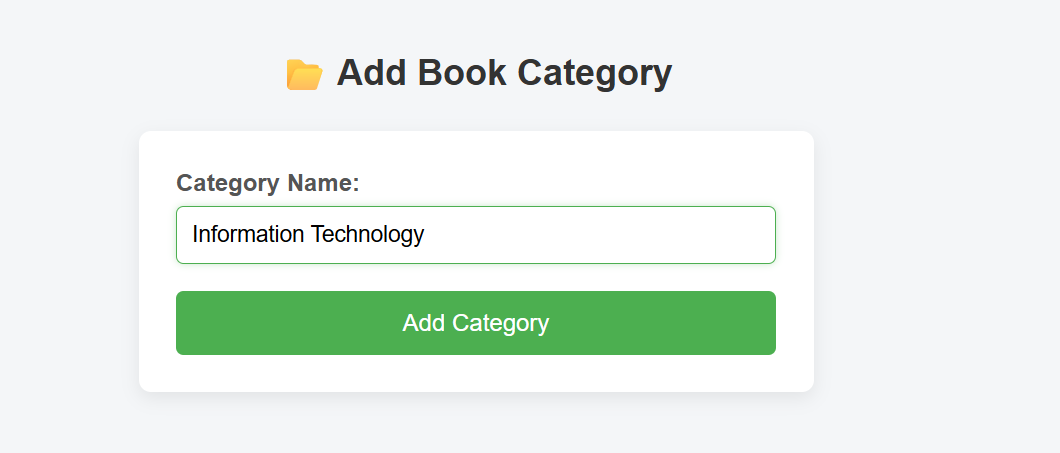 Add Book Category
Category Name:
Information Technology
Add Category